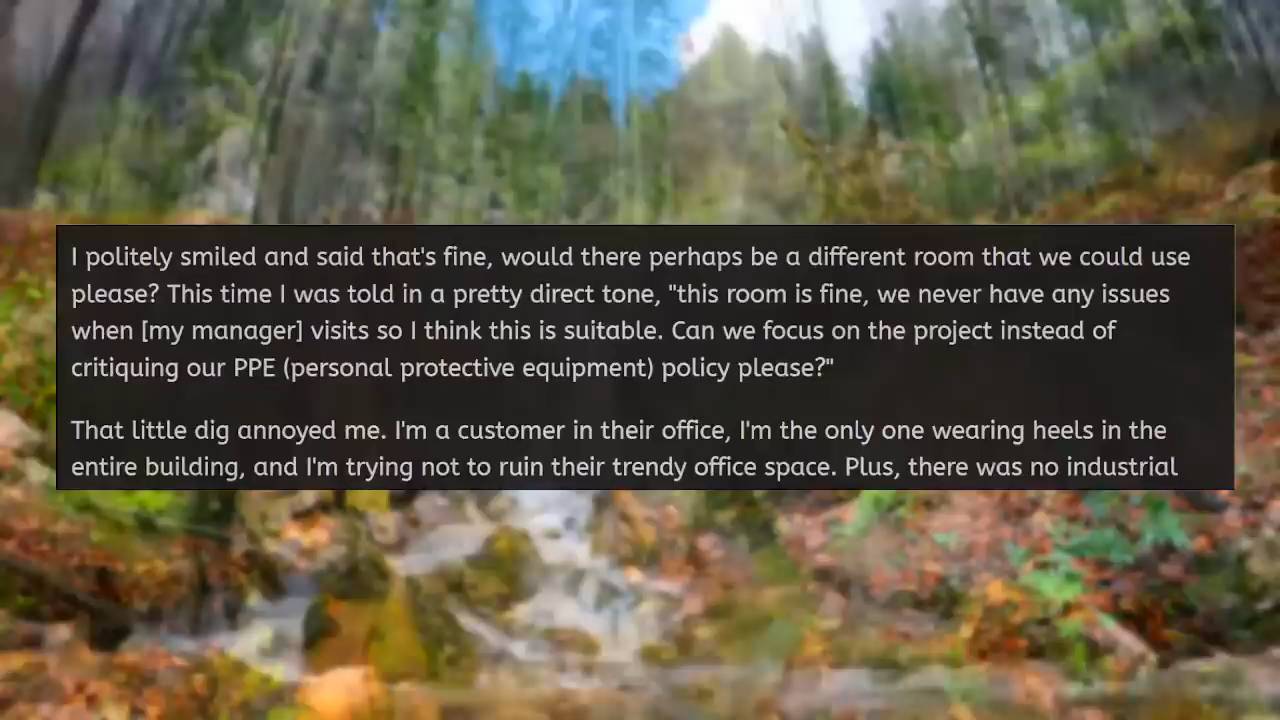 I politely smiled and said that's fine, would there perhaps be a different room that we could use
please? This time I was told in a pretty direct tone, "this room is fine, we never have any issues
when [my manager] visits so I think this is suitable. Can we focus on the project instead of
critiquing our PPE (personal protective equipment) policy please?"
That little dig annoyed me. I'm a customer in their office, I'm the only one wearing heels in the
entire building, and I'm trying not to ruin their trendy office space. Plus, there was no industrial